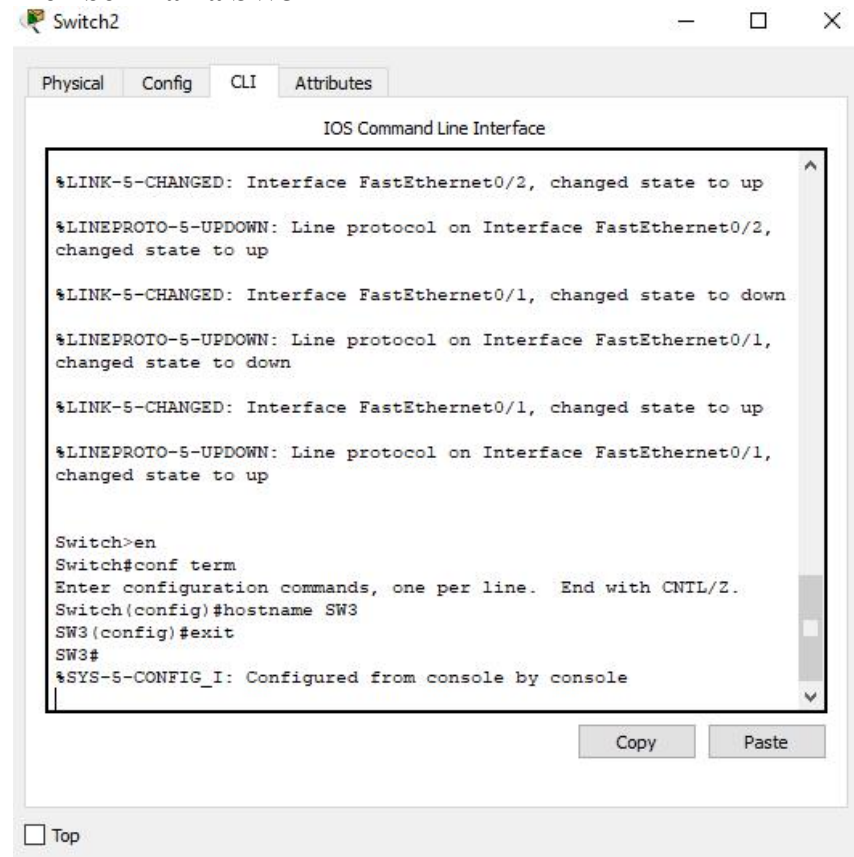 Switch2
Physical Config CLI Attributes
IOS Command Line Interface
%LINK-5-CHANGED: Interface FastEthernet0/2, changed state to up
%LINEPROTO-5-UPDOWN: Line protocol on Interface FastEthernet0/2,
changed state to up
%LINK-5-CHANGED: Interface FastEthernet0/1, changed state to down
%LINEPROTO-5-UPDOWN: Line protocol on Interface FastEthernet0/1,
changed state to down
%LINK-5-CHANGED: Interface FastEthernet0/1, changed state to up
%LINEPROTO-5-UPDOWN: Line protocol on Interface FastEthernet0/1,
changed state to up
Switch>en
Switch#conf term
Enter configuration commands, one per line. End with CNTL/Z.
Switch(config)#hostname SW3
SW3(config)#exit
SW3#
%SYS-5-CONFIG_I: Configured from console by console
Copy Paste
Top